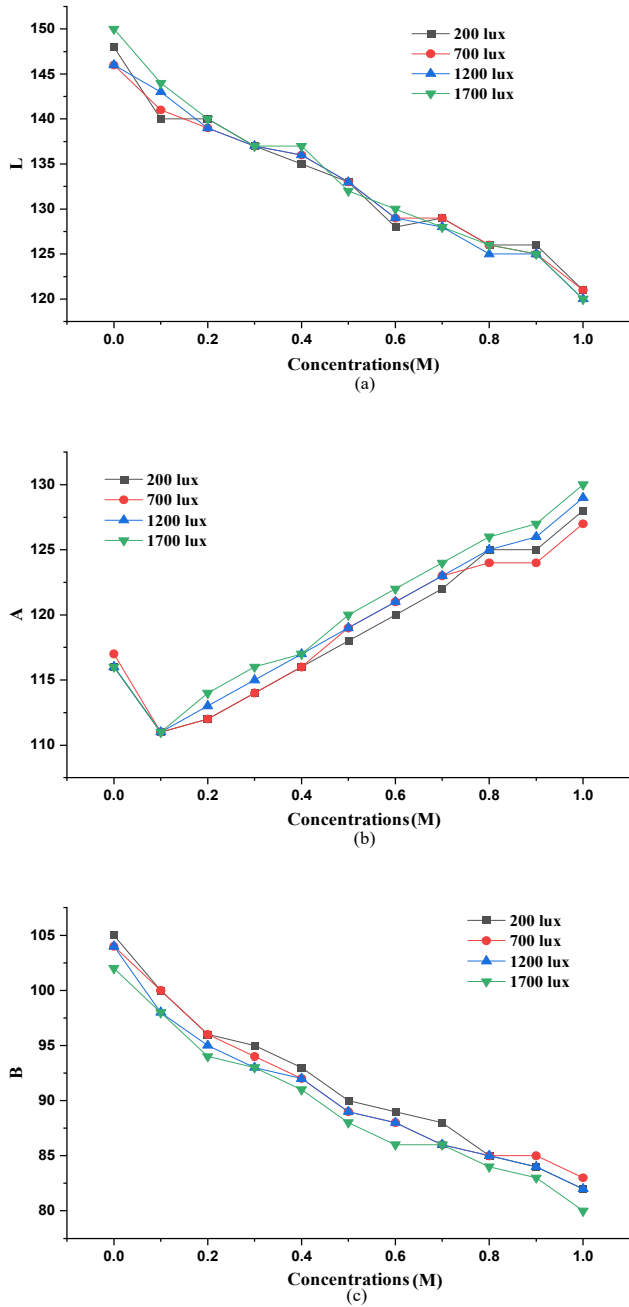 150
145
140
135
130
125
120
L
200 lux
700 lux
1200 lux
1700 lux
0.0 0.2 0.4 0.6 0.8 1.0
Concentrations(M)
(a)
130
125
120
115
110
A
200 lux
700 lux
1200 lux
1700 lux
0.0 0.2 0.4 0.6 0.8 1.0
Concentrations(M)
(b)
105
100
95
90
85
80
B
200 lux
700 lux
1200 lux
1700 lux
0.0 0.2 0.4 0.6 0.8 1.0
Concentrations (M)
(c)